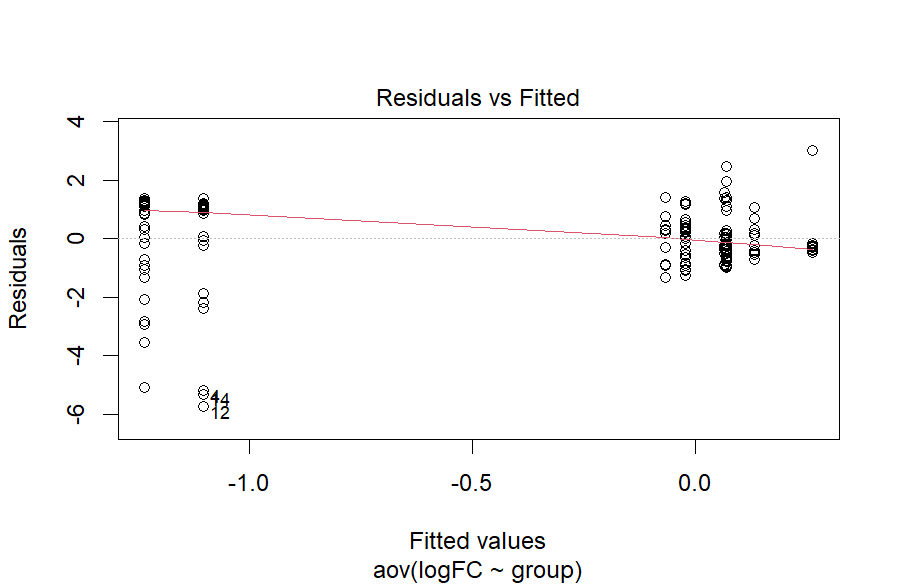 Residuals vs Fitted
Residuals
4
2
0
-2
-4
-6
12
-1.0
-0.5
0.0
Fitted values
aov(logFC ~ group)